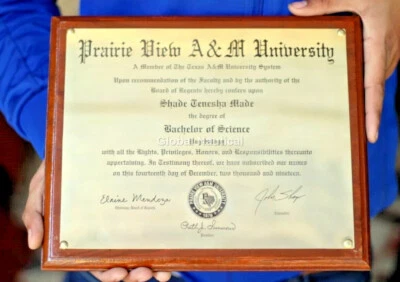 Prairie View A&M University
A Member of The Texas A&M University System
Upon recommendation of the Faculty and by the authority of the
Board of Regents hereby confers upon
Shade Tenesha Made
the degree of
Bachelor of Science
with all the Rights, Privileges, Honors, and Responsibilities thereunto
appertaining. In Testimony thereof, we have subscribed our names
on this fourteenth day of December, two thousand and nineteen.
Elaine Mendoza
President